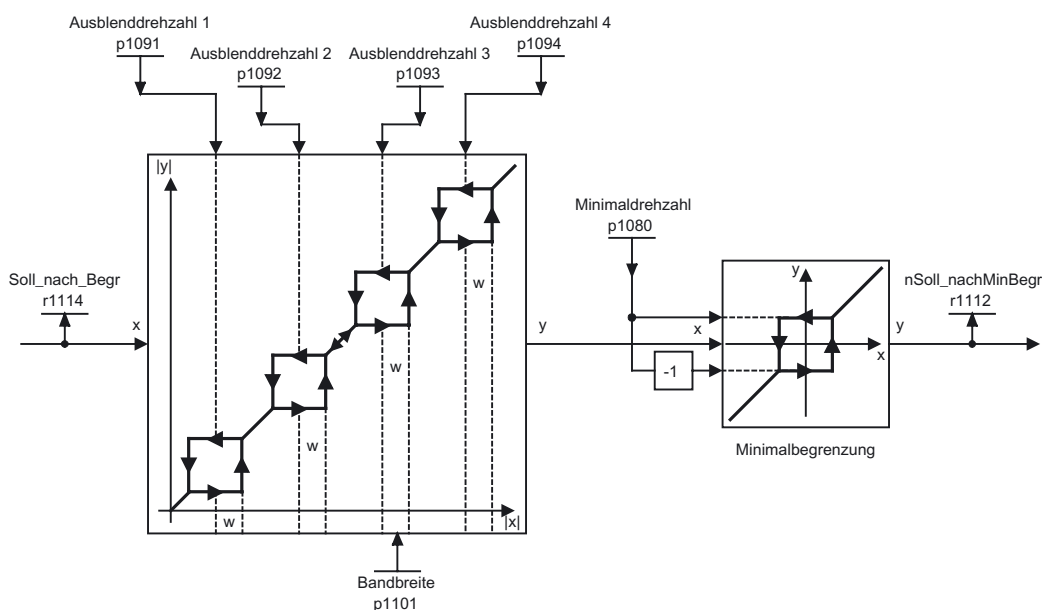 Ausblenddrehzahl 1
p1091
Ausblenddrehzahl 2
p1092
Ausblenddrehzahl 3
p1093
Ausblenddrehzahl 4
p1094
|y|
w
w
w
w
|x|
Soll_nach_Begr
r1114
x
y
Bandbreite
p1101
Minimaldrehzahl
p1080
x
-1
y
x
Minimalbegrenzung
nSoll_nachMinBegr
r1112
y